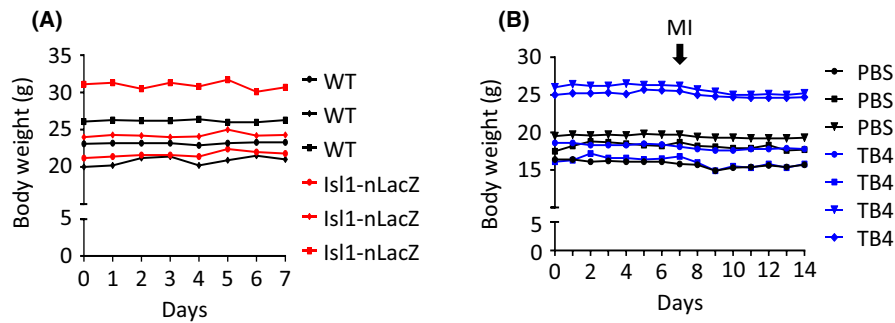 (A)
Body weight (g)
35
30
25
20
5
0
0 1 2 3 4 5 6 7
Days
WT
WT
WT
Isl1-nLacZ
Isl1-nLacZ
Isl1-nLacZ
(B)
MI
Body weight (g)
30
25
20
15
5
0
0 2 4 6 8 10 12 14
Days
PBS
PBS
PBS
TB4
TB4
TB4
TB4